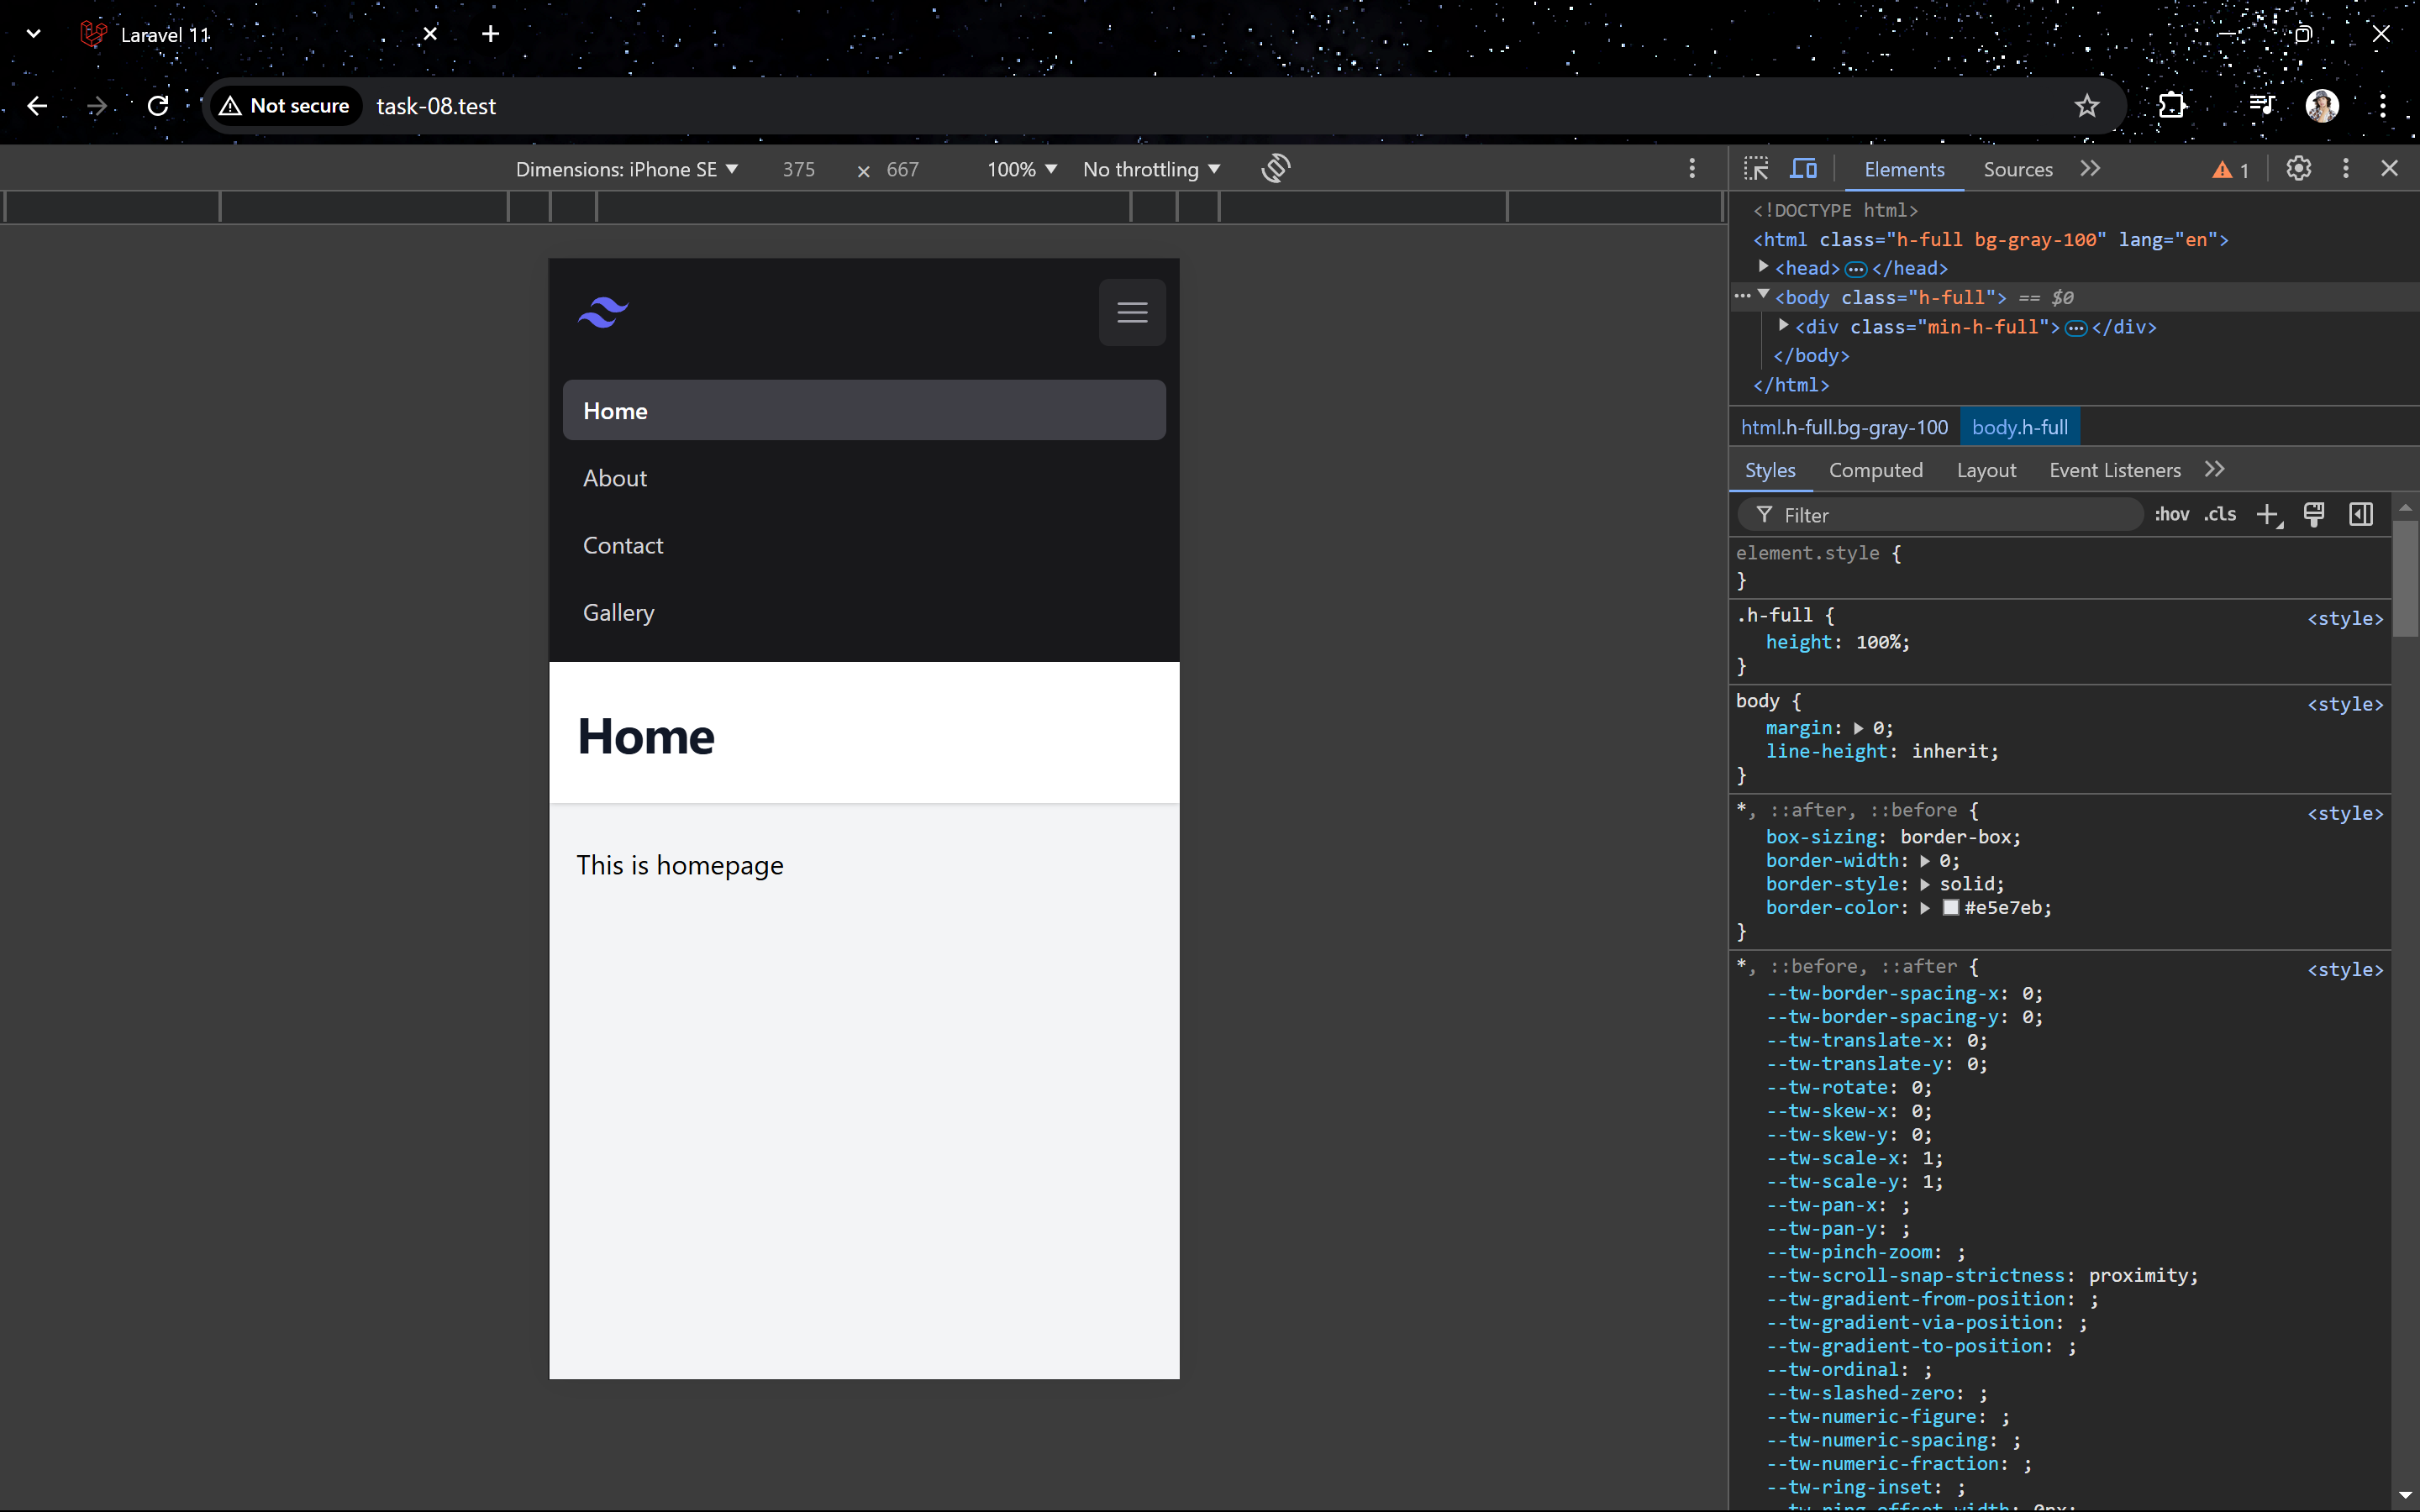 Laravel 11
Not secure
task-08.test
Dimensions: iPhone SE
375
×
667
100%
No throttling
Elements
Sources
1
<!DOCTYPE html>
<html class="h-full bg-gray-100" lang="en">
<head>
</head>
<body class="h-full"> == $0
<div class="min-h-full">
</div>
</body>
</html>
html.h-full.bg-gray-100
body.h-full
Home
About
Contact
Gallery
Home
This is homepage
Styles
Computed
Layout
Event Listeners
Filter
:hov
.cls
element.style {
}
.h-full {
<style>
height: 100%;
}
body {
<style>
margin: 0;
line-height: inherit;
}
*, ::after, ::before {
<style>
box-sizing: border-box;
border-width: 0;
border-style: solid;
border-color: #e5e7eb;
}
*, ::before, ::after {
<style>
--tw-border-spacing-x: 0;
--tw-border-spacing-y: 0;
--tw-translate-x: 0;
--tw-translate-y: 0;
--tw-rotate: 0;
--tw-skew-x: 0;
--tw-skew-y: 0;
--tw-scale-x: 1;
--tw-scale-y: 1;
--tw-pan-x: ;
--tw-pan-y: ;
--tw-pinch-zoom: ;
--tw-scroll-snap-strictness: proximity;
--tw-gradient-from-position: ;
--tw-gradient-via-position: ;
--tw-gradient-to-position: ;
--tw-ordinal: ;
--tw-slashed-zero: ;
--tw-numeric-figure: ;
--tw-numeric-spacing: ;
--tw-numeric-fraction: ;
--tw-ring-inset: ;
--tw-ring-offset-width: 0px;